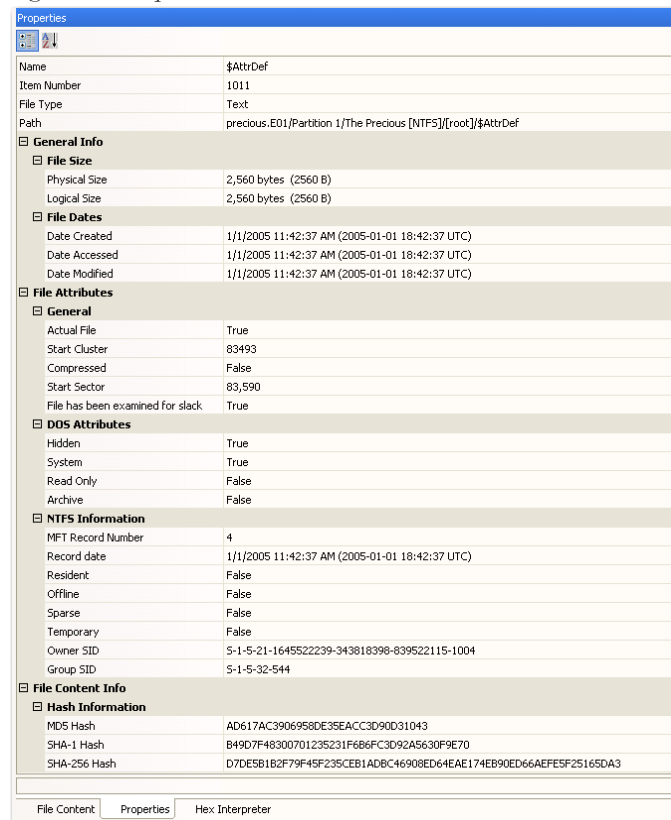 Properties
Name $AttrDef
Item Number 1011
File Type Text
Path precious.E01/Partition 1/The Precious [NTFS]/[root]/$AttrDef
General Info
File Size
Physical Size 2,560 bytes (2560 B)
Logical Size 2,560 bytes (2560 B)
File Dates
Date Created 1/1/2005 11:42:37 AM (2005-01-01 18:42:37 UTC)
Date Accessed 1/1/2005 11:42:37 AM (2005-01-01 18:42:37 UTC)
Date Modified 1/1/2005 11:42:37 AM (2005-01-01 18:42:37 UTC)
File Attributes
General
Actual File True
Start Cluster 83493
Compressed False
Start Sector 83,590
File has been examined for slack True
DOS Attributes
Hidden True
System True
Read Only False
Archive False
NTFS Information
MFT Record Number 4
Record date 1/1/2005 11:42:37 AM (2005-01-01 18:42:37 UTC)
Resident False
Offline False
Sparse False
Temporary False
Owner SID S-1-5-21-1645522239-343818398-839522115-1004
Group SID S-1-5-32-544
File Content Info
Hash Information
MD5 Hash AD617AC3906958DE35EACC3D90D31043
SHA-1 Hash B49D7F48300701235231F6B6FC3D92A5630F9E70
SHA-256 Hash D7DE5B1B2F79F45F235CEB1ADBC46908ED64EAE174EB90ED66AEFE5F25165DA3
File Content Properties Hex Interpreter